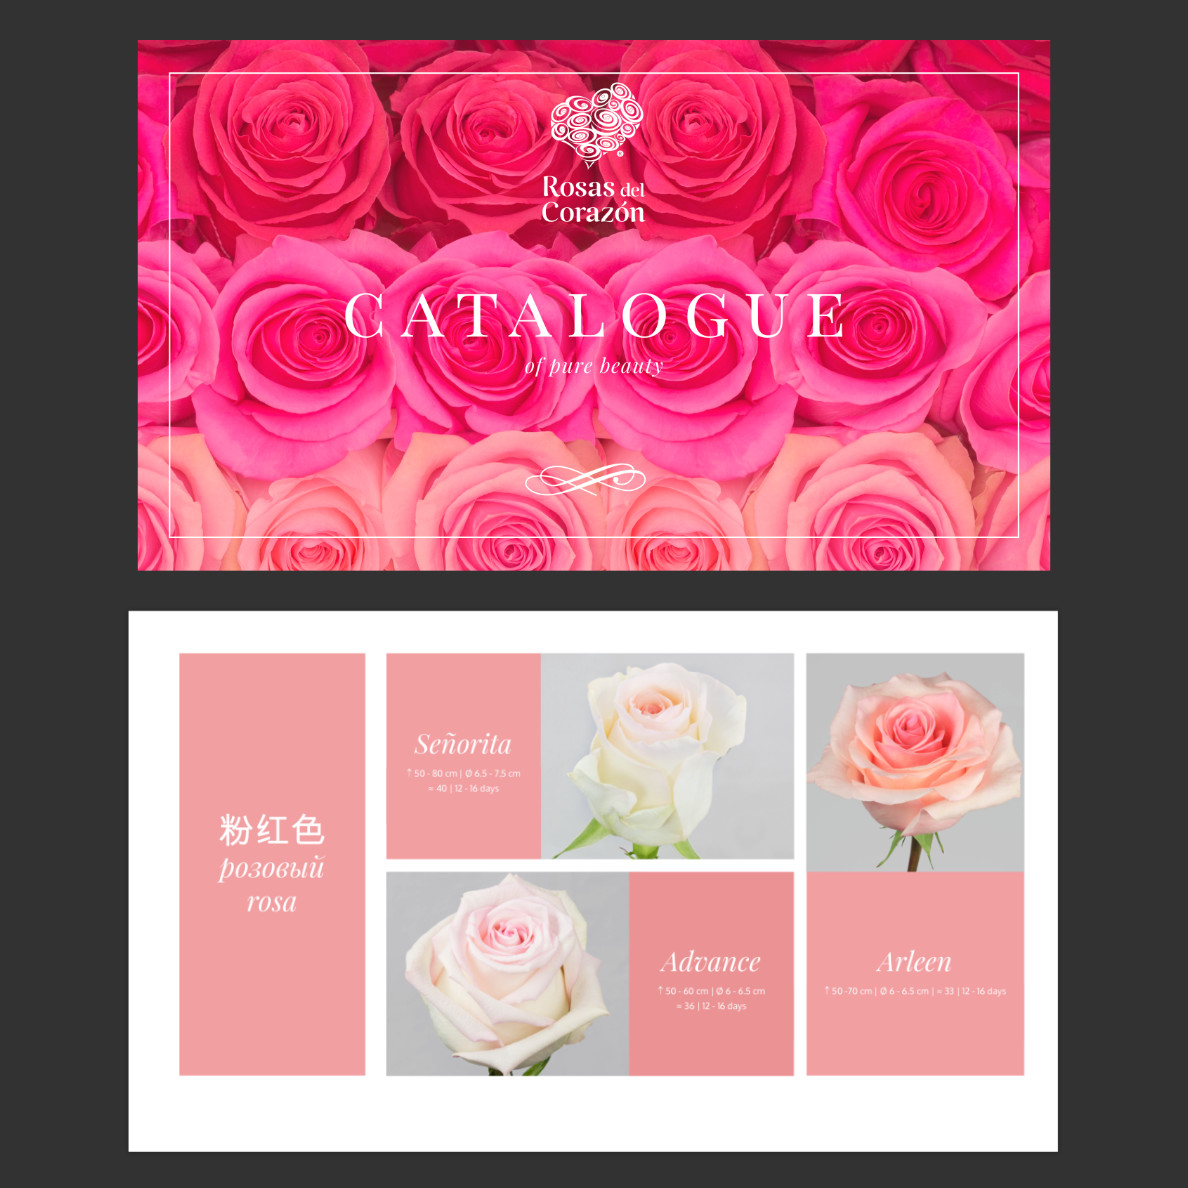 Rosas del
Corazón
CATALOGUE
of pure beauty
粉红色
розовый
rosa
Señorita
↑ 50 - 80 cm | Ø 6.5 - 7.5 cm
≈ 40 | 12 - 16 days
Advance
↑ 50 - 60 cm | Ø 6 - 6.5 cm
≈ 36 | 12 - 16 days
Arleen
↑ 50 -70 cm | Ø 6 - 6.5 cm | ≈ 33 | 12 - 16 days